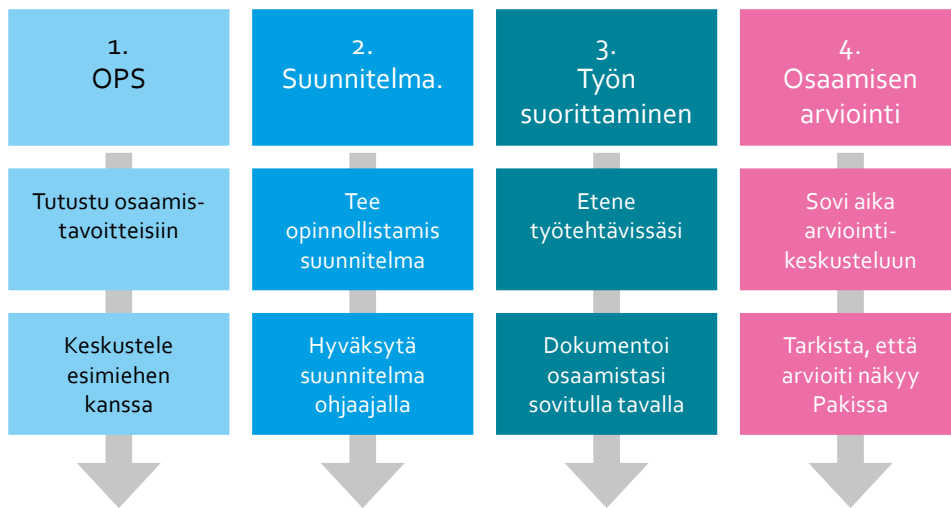 1.
OPS
Tutustu osaamis-
tavoitteisiin
Keskustele
esimiehen
kanssa
2.
Suunnitelma.
Tee
opinnollistamis
suunnitelma
Hyväksytä
suunnitelma
ohjaajalla
3.
Työn
suorittaminen
Etene
työtehtävissäsi
Dokumentoi
osaamistasi
sovitulla tavalla
4.
Osaamisen
arviointi
Sovi aika
arviointi-
keskusteluun
Tarkista, että
arvioiti näkyy
Pakissa